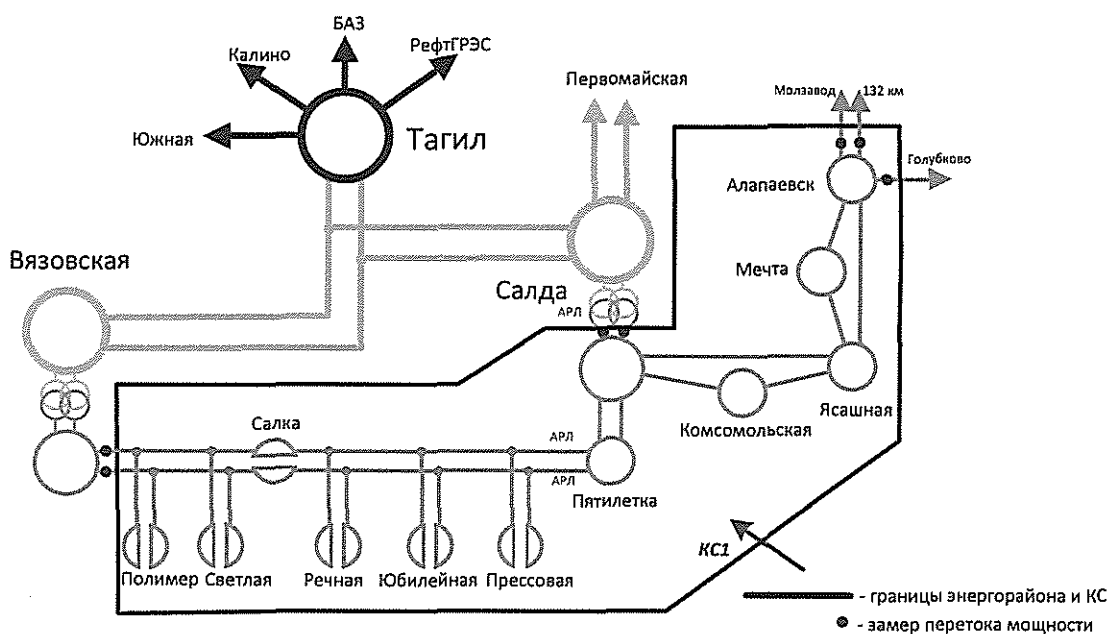 БАЗ
Калино
РефтГРЭС
Южная
Тагил
Первомайская
Молзавод
132 км
Голубково
Алапаевск
Вязовская
Мечта
Салда
АРЛ
Ясашная
Комсомольская
Салка
АРЛ
АРЛ
Пятилетка
КС1
Полимер Светлая Речная Юбилейная Прессовая
- границы энергорайона и КС
- замер перетока мощности